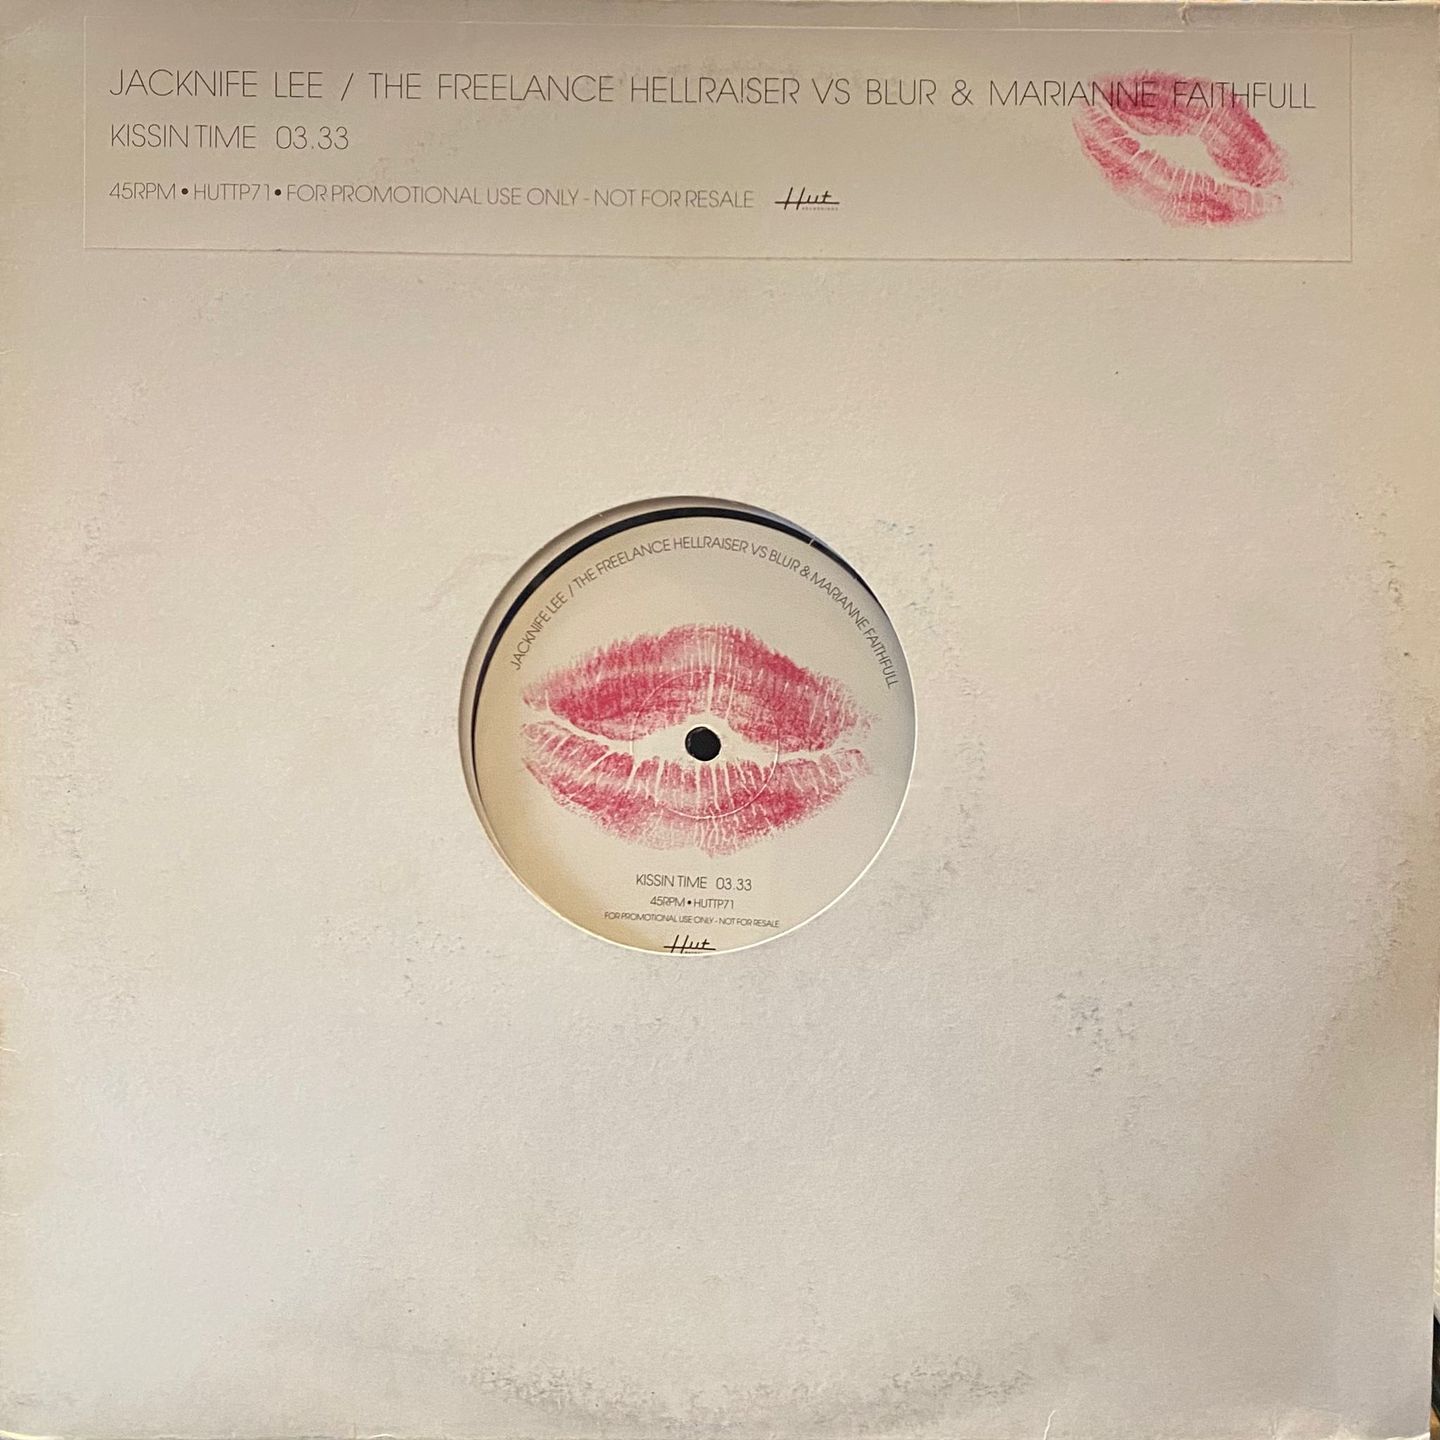 JACKNIFE LEE / THE FREELANCE HELLRAISER VS BLUR & MARIANNE FAITHFULL
KISSIN TIME 03.33
45RPM • HUTTP71 • FOR PROMOTIONAL USE ONLY - NOT FOR RESALE Hut
RECORDINGS
JACKNIFE LEE / THE FREELANCE HELLRAISER VS BLUR & MARIANNE FAITHFULL
KISSIN TIME 03.33
45RPM • HUTTP71
FOR PROMOTIONAL USE ONLY - NOT FOR RESALE
Hut